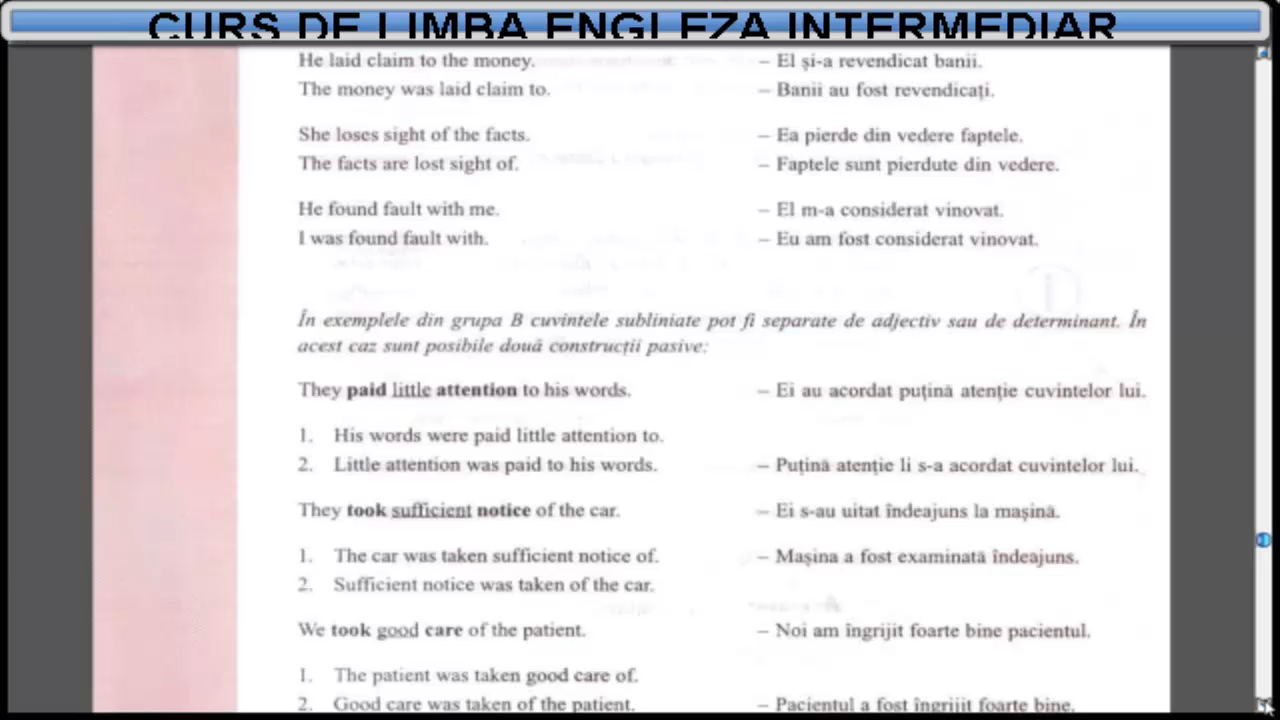 CURS DE LIMBA ENGLEZA INTERMEDIAR
He laid claim to the money. – El și-a revendicat banii.
The money was laid claim to. – Banii au fost revendicați.
She loses sight of the facts. – Ea pierde din vedere faptele.
The facts are lost sight of. – Faptele sunt pierdute din vedere.
He found fault with me. – El m-a considerat vinovat.
I was found fault with. – Eu am fost considerat vinovat.
În exemplele din grupa B cuvintele subliniate pot fi separate de adjectiv sau de determinant. În
acest caz sunt posibile două construcții pasive:
They paid little attention to his words. – Ei au acordat puțină atenție cuvintelor lui.
1. His words were paid little attention to.
2. Little attention was paid to his words. – Puțină atenție li s-a acordat cuvintelor lui.
They took sufficient notice of the car. – Ei s-au uitat îndeajuns la mașină.
1. The car was taken sufficient notice of. – Mașina a fost examinată îndeajuns.
2. Sufficient notice was taken of the car.
We took good care of the patient. – Noi am îngrijit foarte bine pacientul.
1. The patient was taken good care of.
2. Good care was taken of the patient. – Pacientul a fost îngrijit foarte bine.